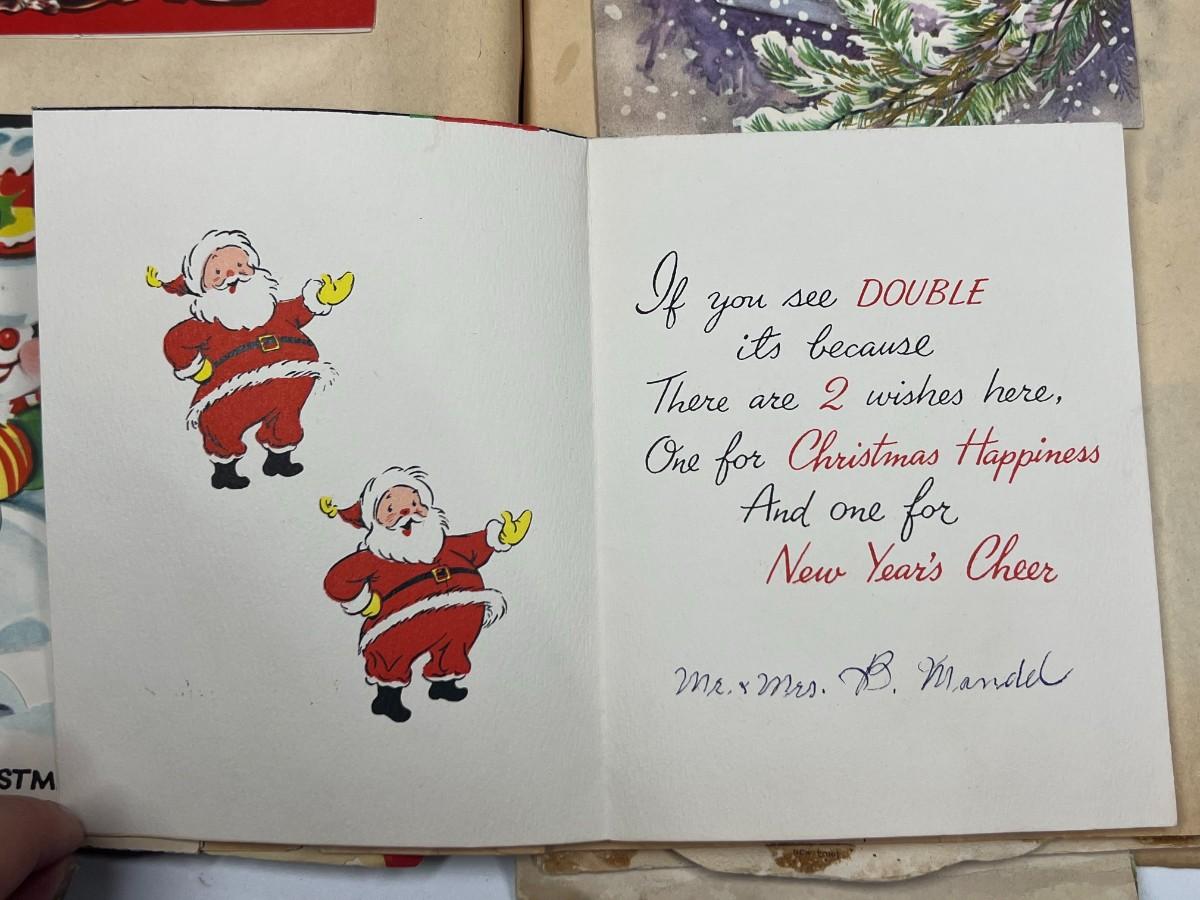 If you see DOUBLE
its because
There are 2 wishes here,
One for Christmas Happiness
And one for
New Year's Cheer
Mr. & Mrs. B. Mandel
STM